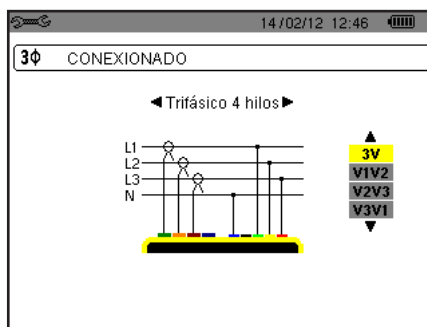 14/02/12 12:46
3Φ CONEXIONADO
◄Trifásico 4 hilos►
L1
L2
L3
N
3V
V1V2
V2V3
V3V1